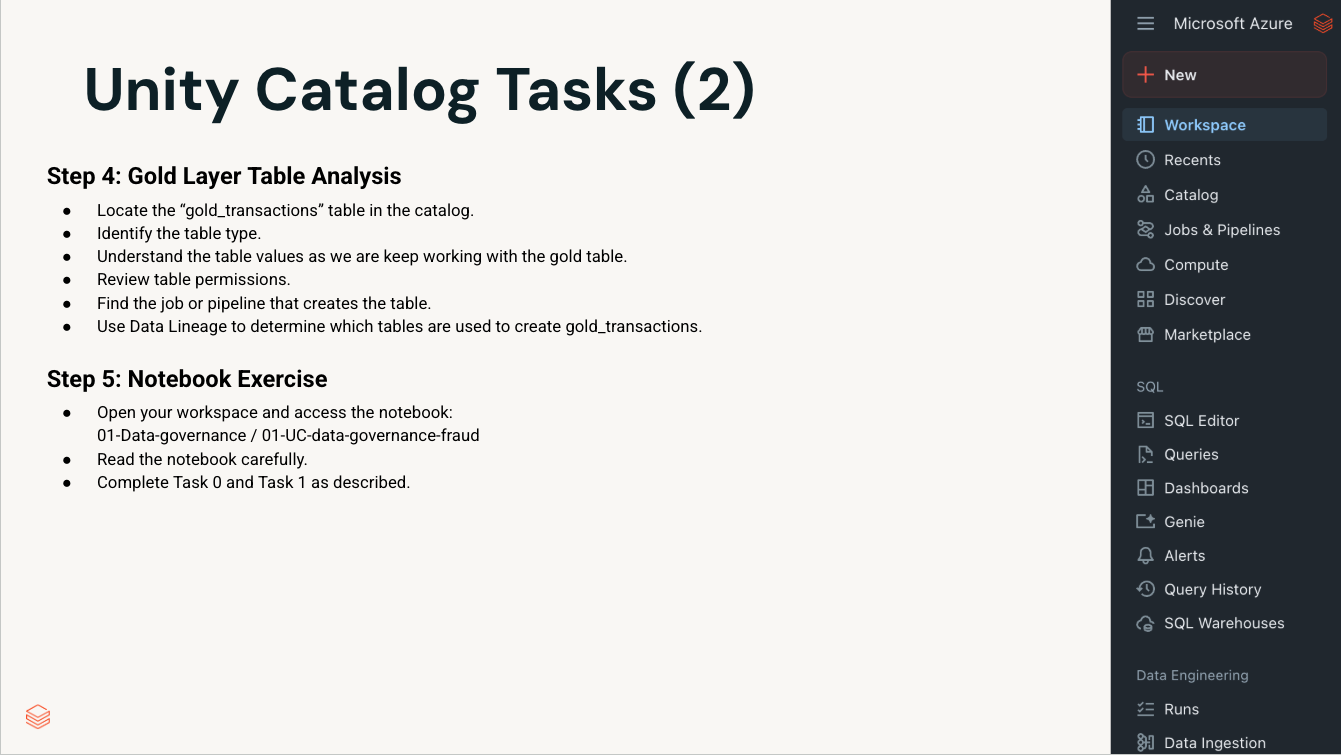 Unity Catalog Tasks (2)
Step 4: Gold Layer Table Analysis
● Locate the “gold_transactions” table in the catalog.
● Identify the table type.
● Understand the table values as we are keep working with the gold table.
● Review table permissions.
● Find the job or pipeline that creates the table.
● Use Data Lineage to determine which tables are used to create gold_transactions.
Step 5: Notebook Exercise
● Open your workspace and access the notebook:
01-Data-governance / 01-UC-data-governance-fraud
● Read the notebook carefully.
● Complete Task 0 and Task 1 as described.
Microsoft Azure
New
Workspace
Recents
Catalog
Jobs & Pipelines
Compute
Discover
Marketplace
SQL
SQL Editor
Queries
Dashboards
Genie
Alerts
Query History
SQL Warehouses
Data Engineering
Runs
Data Ingestion